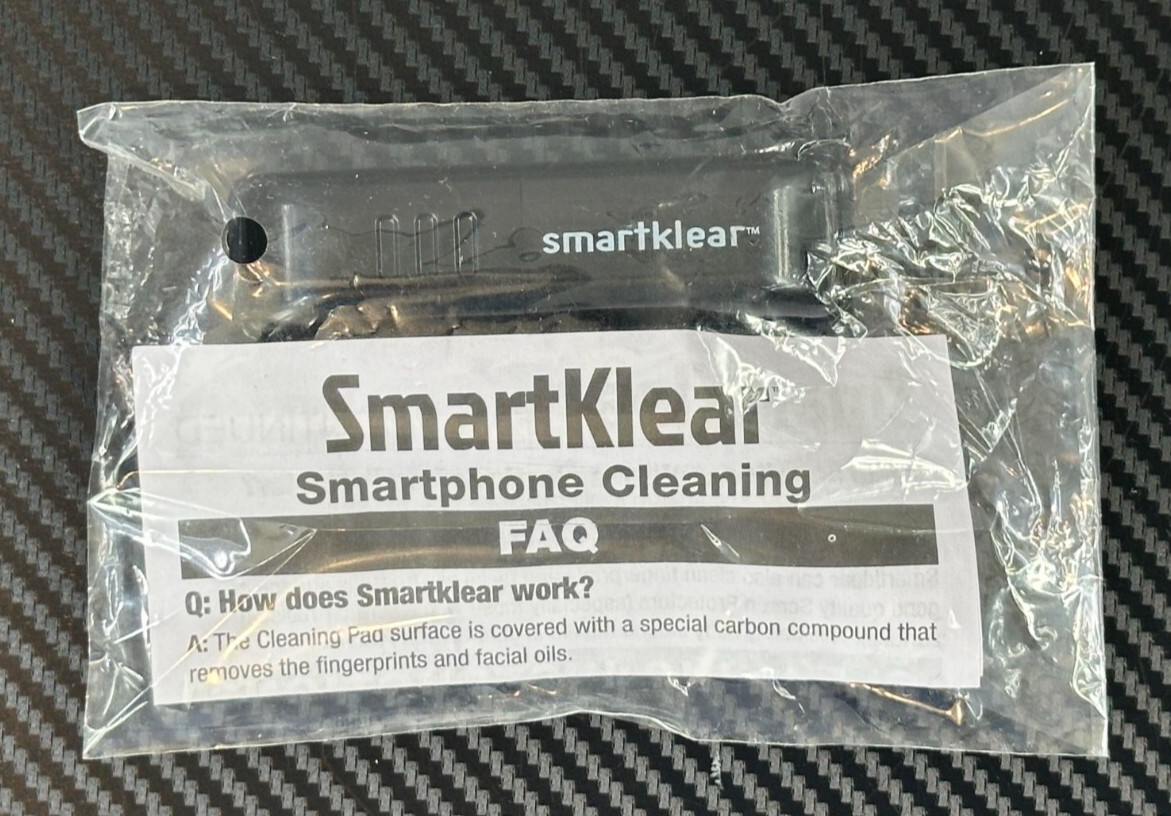 smartklear™
SmartKlear™
Smartphone Cleaning
FAQ
Q: How does Smartklear work?
A: The Cleaning Pad surface is covered with a special carbon compound that
removes the fingerprints and facial oils.